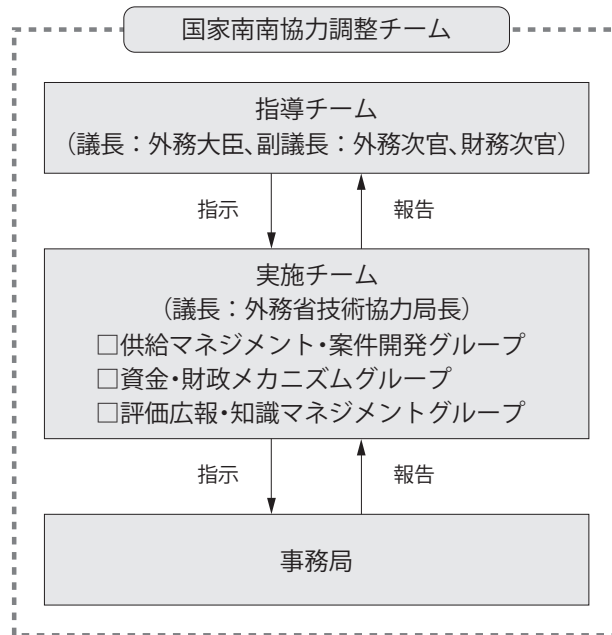 国家南南協力調整チーム
指導チーム
（議長：外務大臣、副議長：外務次官、財務次官）
指示
報告
実施チーム
（議長：外務省技術協力局長）
□供給マネジメント・案件開発グループ
□資金・財政メカニズムグループ
□評価広報・知識マネジメントグループ
指示
報告
事務局